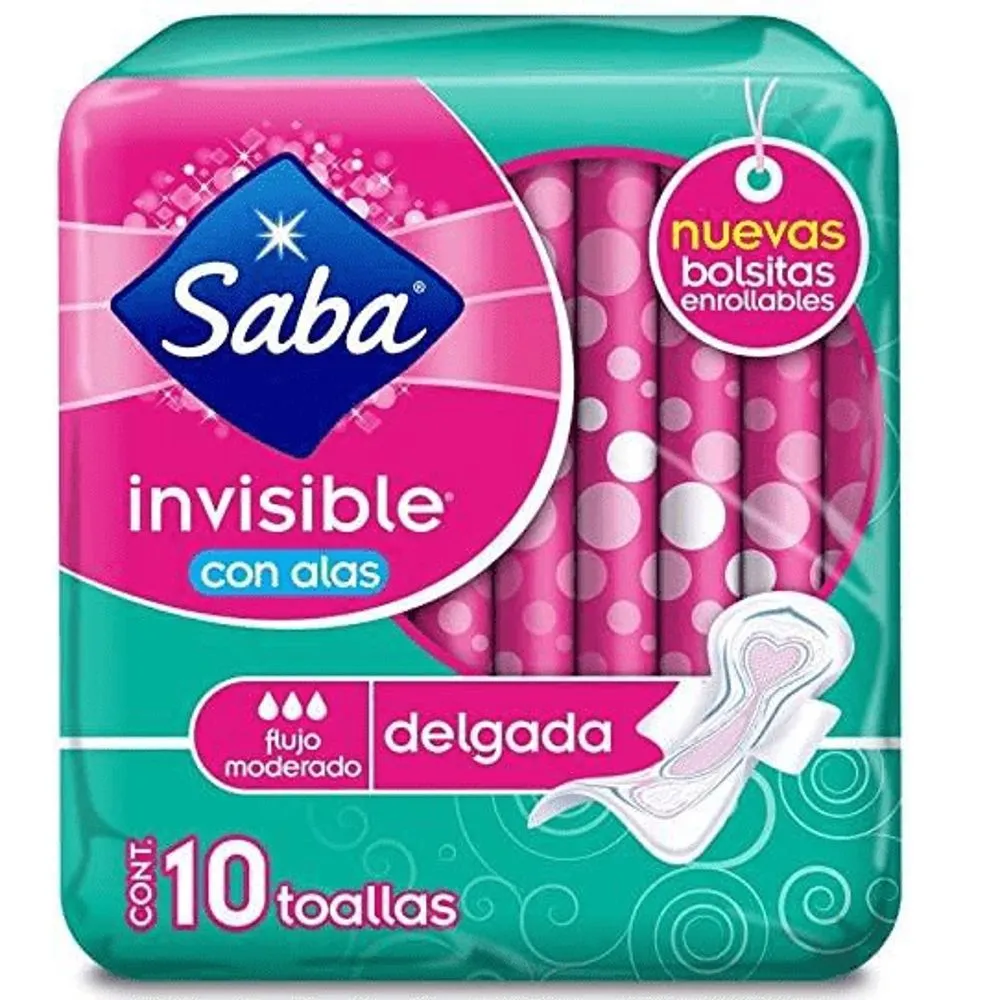 Saba®
invisible
con alas
nuevas
bolsitas
enrollables
flujo
moderado
delgada
CONT.
10 toallas